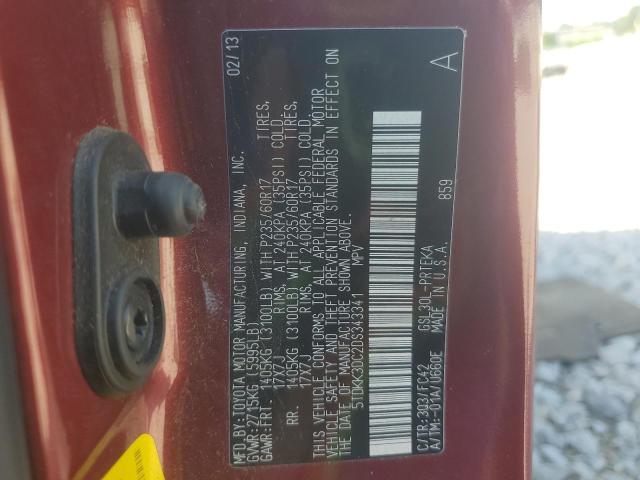 MFD.BY:TOYOTA MOTOR MANUFACTURING, INDIANA, INC. 02/13
GVWR: 2715KG (5995LB)
GAWR:FRT. 1405KG (3100LB) WITH P235/60R17 TIRES,
17X7J RIMS, AT 240KPA (35PSI) COLD.
RR. 1405KG (3100LB) WITH P235/60R17 TIRES,
17X7J RIMS, AT 240KPA (35PSI) COLD.
THIS VEHICLE CONFORMS TO ALL APPLICABLE FEDERAL MOTOR
VEHICLE SAFETY AND THEFT PREVENTION STANDARDS IN EFFECT ON
THE DATE OF MANUFACTURE SHOWN ABOVE.
5TDKK3DC2DS343341 MPV
A
C/TR:3Q3/FC42 GSL30L-PRTEKA 859
A/TM:-01A/U660E MADE IN U.S.A.